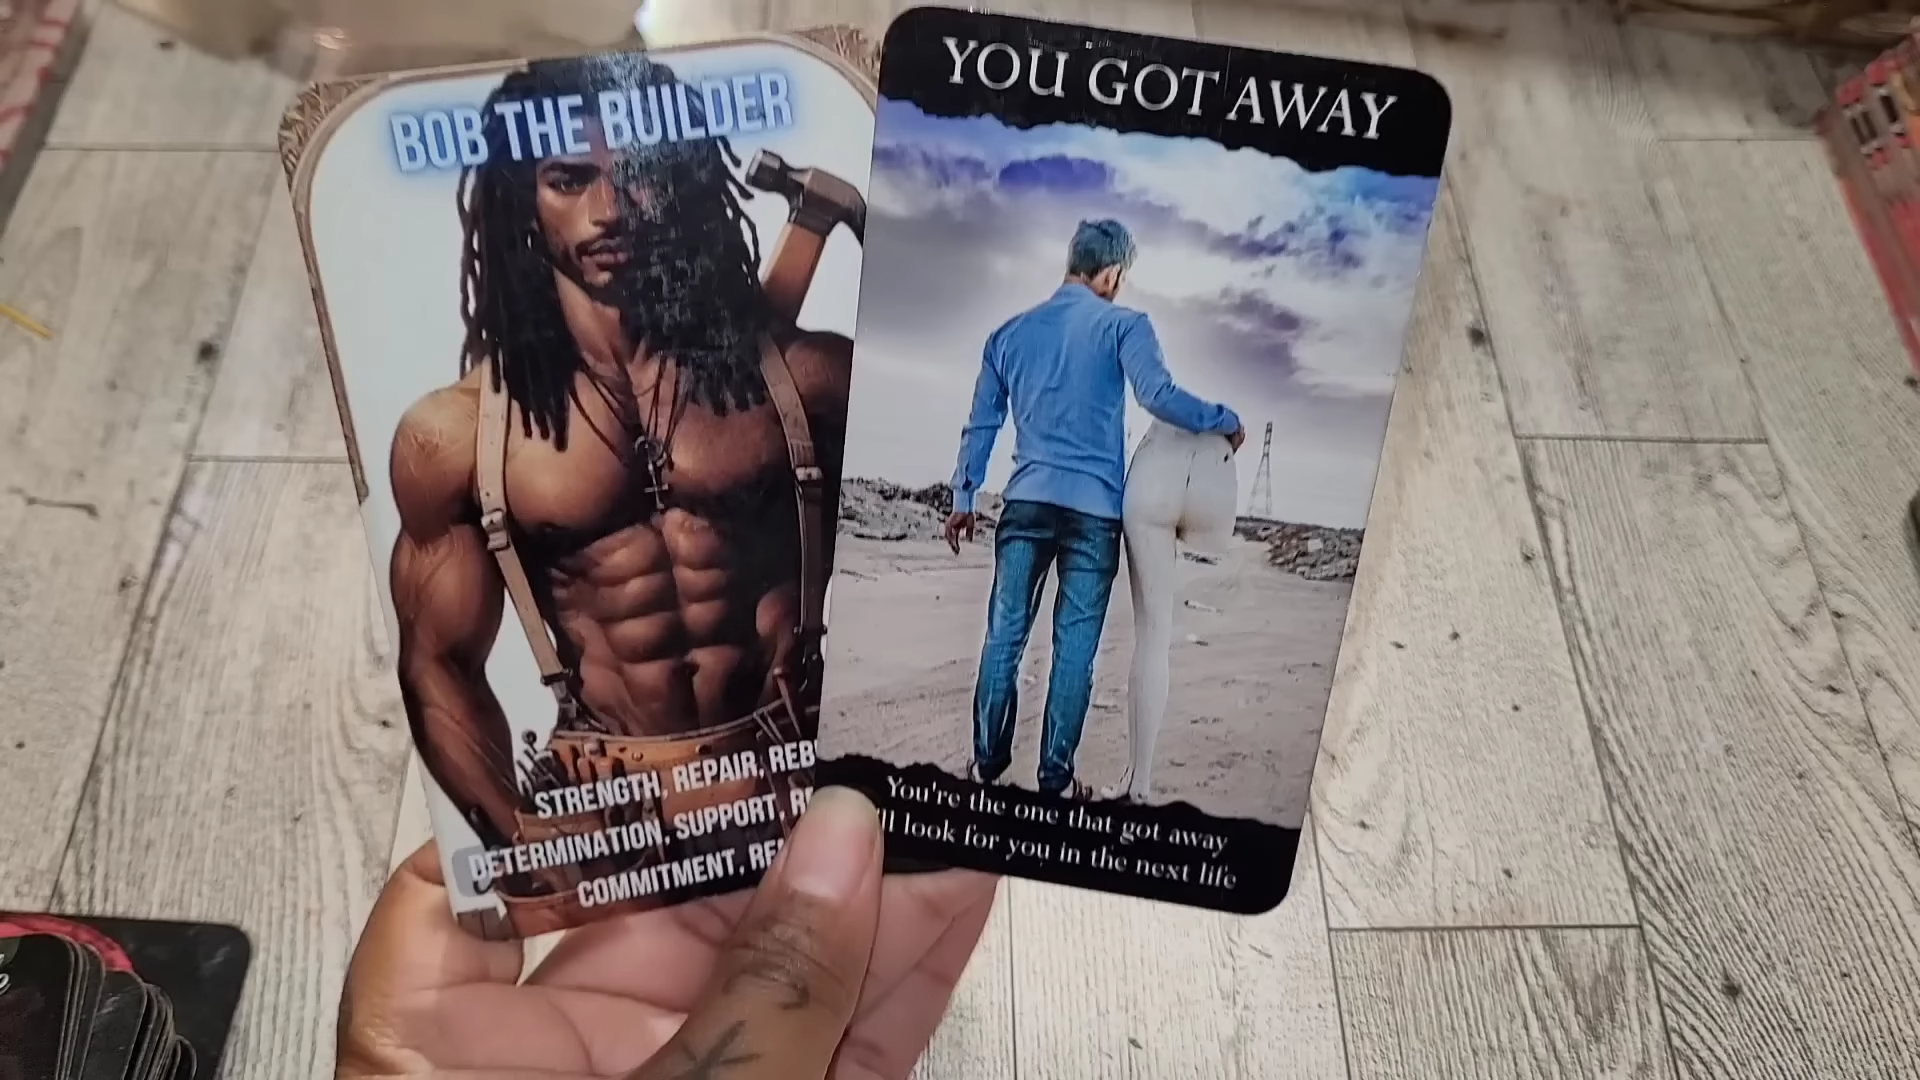 BOB THE BUILDER
STRENGTH, REPAIR,
DETERMINATION, SUPPORT,
COMMITMENT,
YOU GOT AWAY
You're the one that got away
look for you in the next life